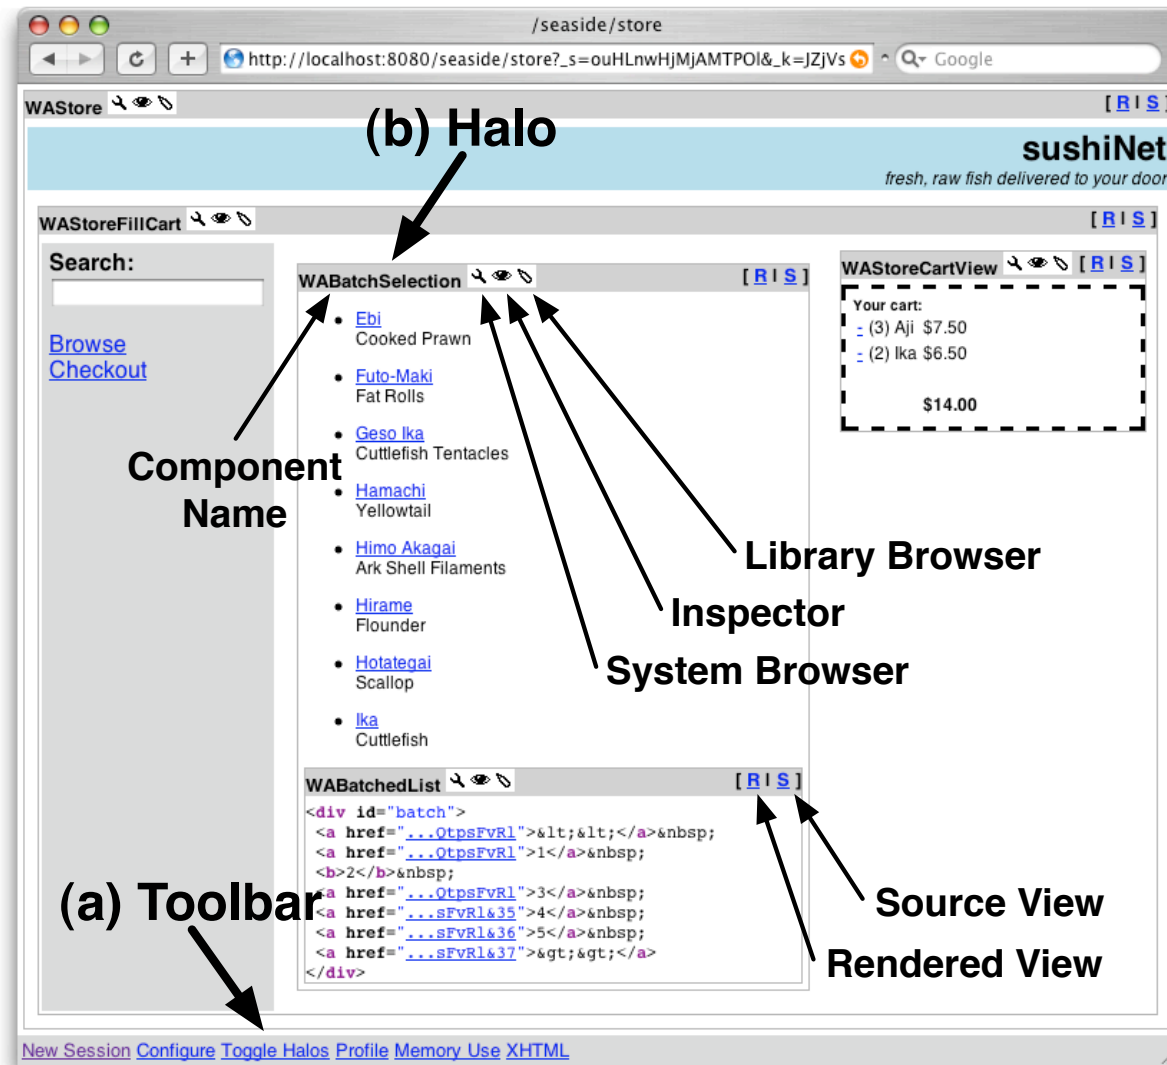 /seaside/store
http://localhost:8080/seaside/store?_s=ouHLnwHjMjAMTPOl&_k=JZjVs
Google
WAStore
[ R | S ]
(b) Halo
sushiNet
fresh, raw fish delivered to your door
WAStoreFillCart
[ R | S ]
Search:
Browse
Checkout
WABatchSelection
[ R | S ]
Ebi
Cooked Prawn
Futo-Maki
Fat Rolls
Geso Ika
Cuttlefish Tentacles
Hamachi
Yellowtail
Himo Akagai
Ark Shell Filaments
Hirame
Flounder
Hotategai
Scallop
Ika
Cuttlefish
WAStoreCartView
[ R | S ]
Your cart:
- (3) Aji $7.50
- (2) Ika $6.50
$14.00
Component
Name
Library Browser
Inspector
System Browser
WABatchedList
[ R | S ]
<div id="batch">
<a href="...QtpsFvRl">&lt;&lt;</a>&nbsp;
<a href="...QtpsFvRl">1</a>&nbsp;
<b>2</b>&nbsp;
<a href="...QtpsFvRl">3</a>&nbsp;
<a href="...sFvRl&35">4</a>&nbsp;
<a href="...sFvRl&36">5</a>&nbsp;
<a href="...sFvRl&37">&gt;&gt;</a>
</div>
(a) Toolbar
Source View
Rendered View
New Session Configure Toggle Halos Profile Memory Use XHTML